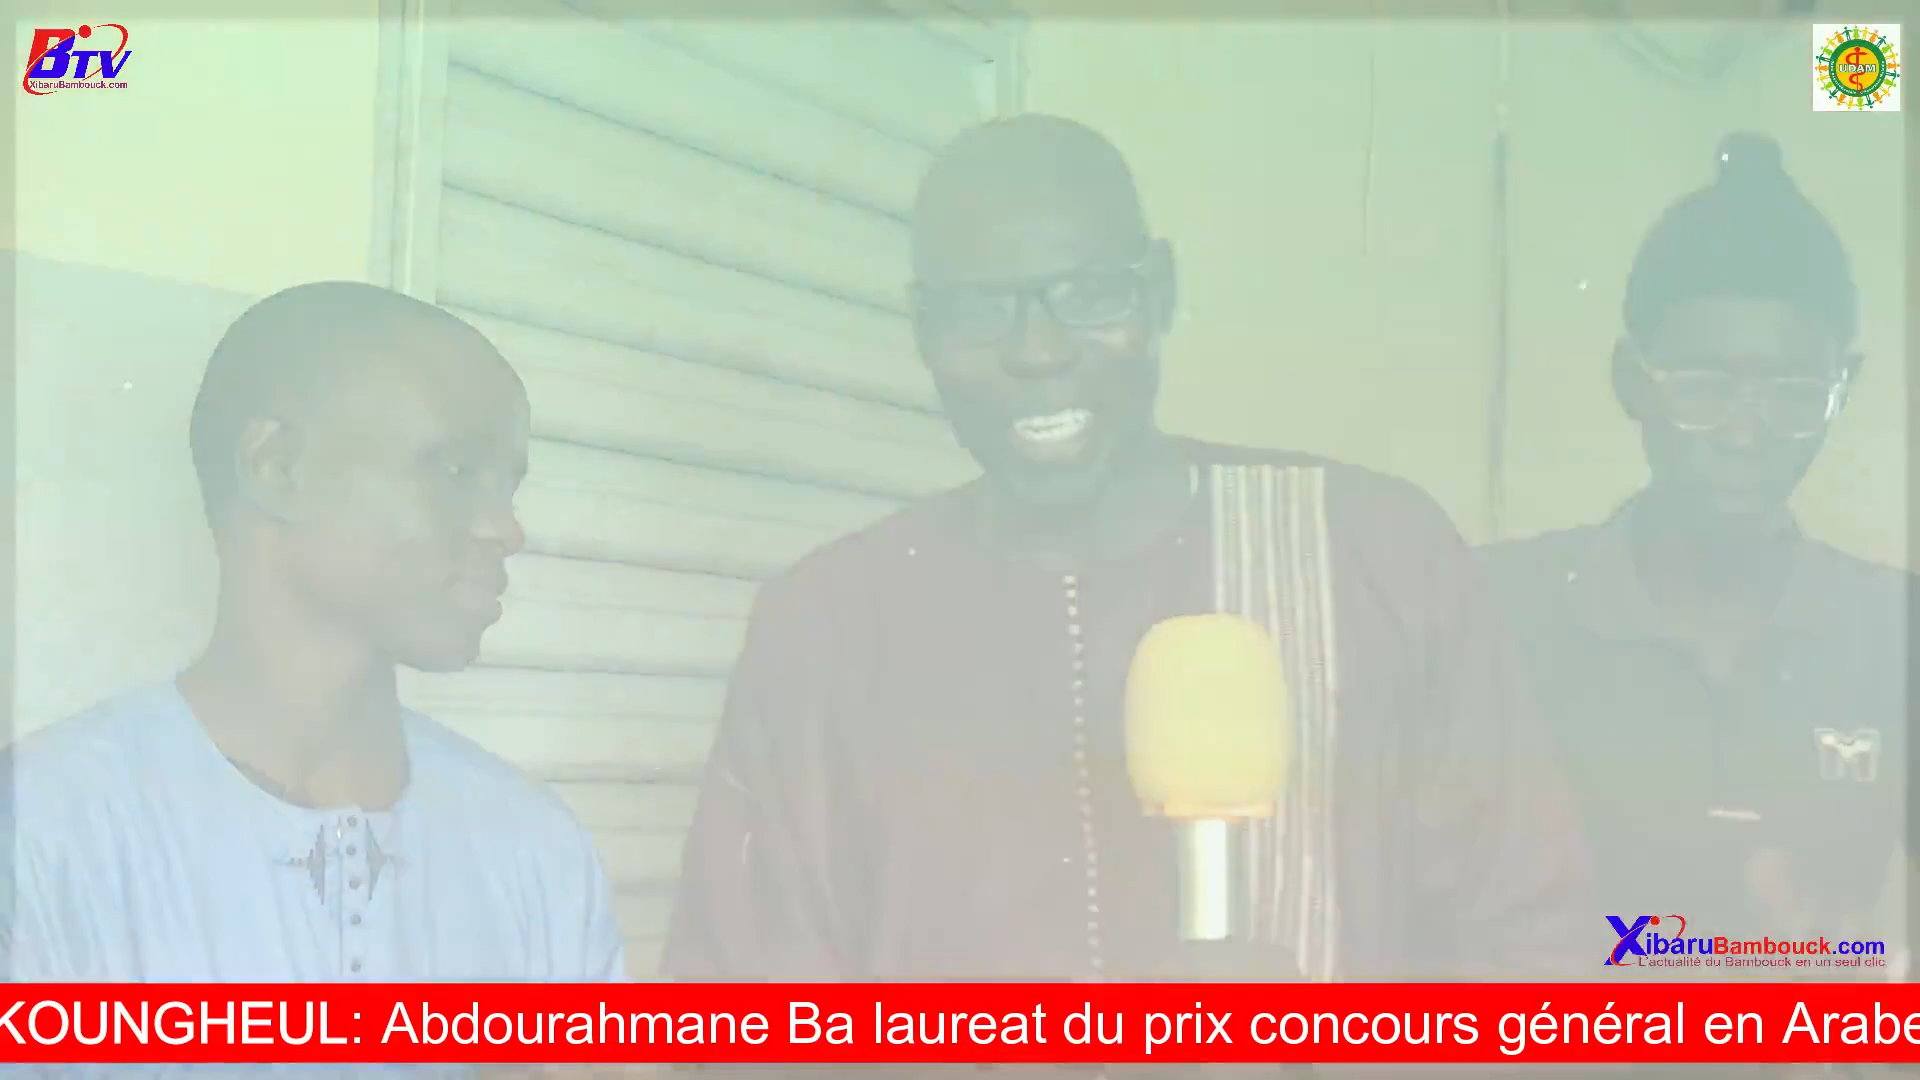 BTV
XibaruBambouck.com
UDAM
M
XibaruBambouck.com
L'actualité du Bambouck en un seul clic
KOUNGHEUL: Abdourahmane Ba laureat du prix concours général en Arabe